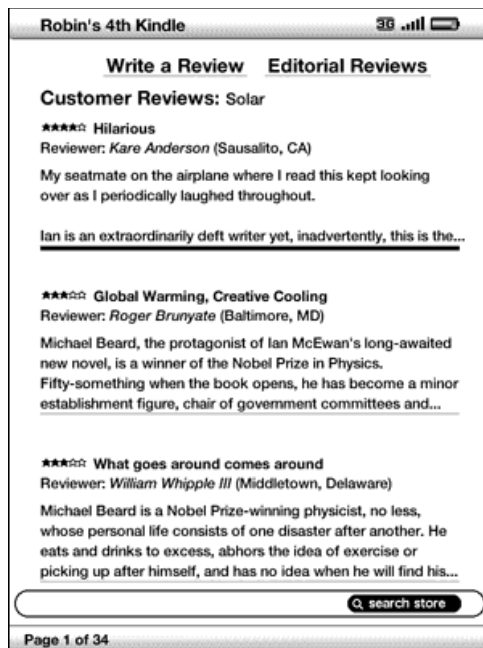 Robin's 4th Kindle 3G
Write a Review Editorial Reviews
Customer Reviews: Solar
★★★★☆ Hilarious
Reviewer: Kare Anderson (Sausalito, CA)
My seatmate on the airplane where I read this kept looking
over as I periodically laughed throughout.
Ian is an extraordinarily deft writer yet, inadvertently, this is the...
★★★☆☆ Global Warming, Creative Cooling
Reviewer: Roger Brunyate (Baltimore, MD)
Michael Beard, the protagonist of Ian McEwan's long-awaited
new novel, is a winner of the Nobel Prize in Physics.
Fifty-something when the book opens, he has become a minor
establishment figure, chair of government committees and...
★★★☆☆ What goes around comes around
Reviewer: William Whipple III (Middletown, Delaware)
Michael Beard is a Nobel Prize-winning physicist, no less,
whose personal life consists of one disaster after another. He
eats and drinks to excess, abhors the idea of exercise or
picking up after himself, and has no idea when he will find his...
search store
Page 1 of 34